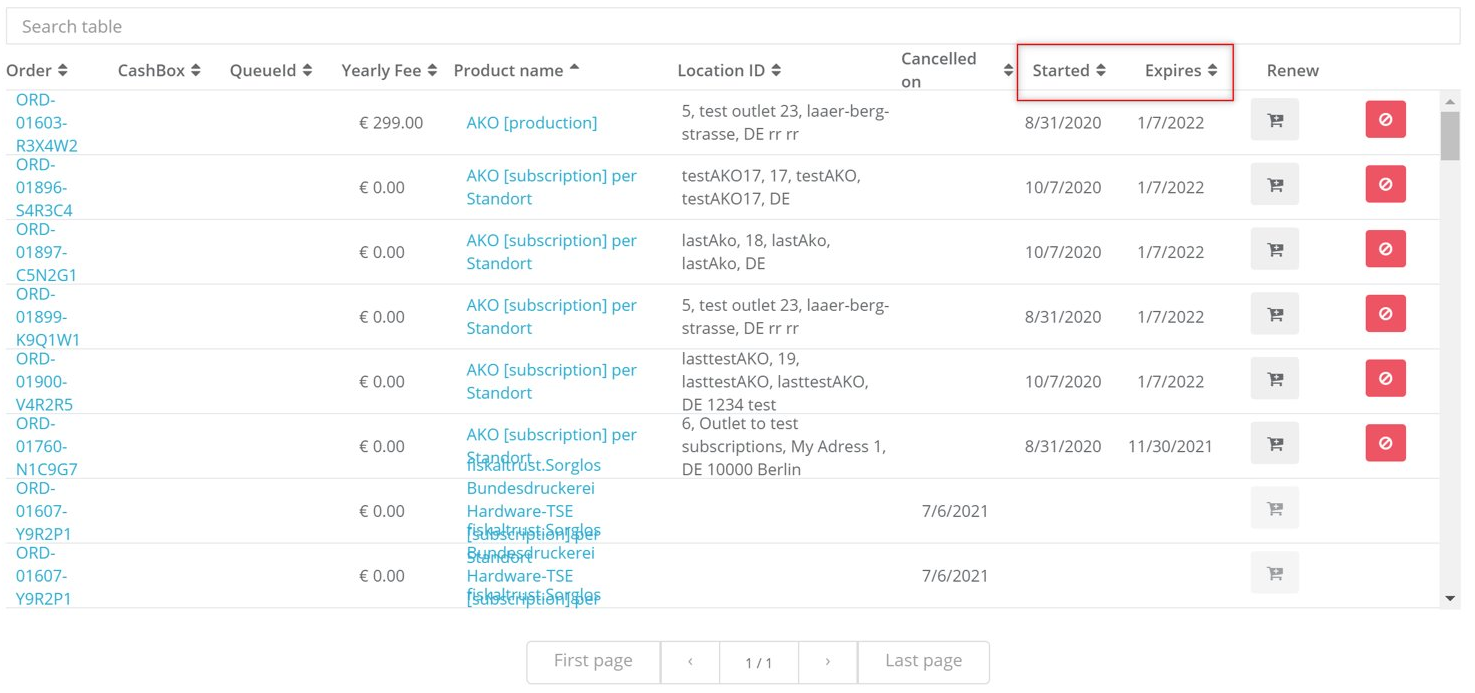 Search table
Order CashBox QueueId Yearly Fee Product name Location ID Cancelled on Started Expires Renew
ORD-
01603-
R3X4W2
€ 299.00
AKO [production]
5, test outlet 23, laaer-berg-
strasse, DE rr rr
8/31/2020
1/7/2022
ORD-
01896-
S4R3C4
€ 0.00
AKO [subscription] per
Standort
testAKO17, 17, testAKO,
testAKO17, DE
10/7/2020
1/7/2022
ORD-
01897-
C5N2G1
€ 0.00
AKO [subscription] per
Standort
lastAko, 18, lastAko,
lastAko, DE
10/7/2020
1/7/2022
ORD-
01899-
K9Q1W1
€ 0.00
AKO [subscription] per
Standort
5, test outlet 23, laaer-berg-
strasse, DE rr rr
8/31/2020
1/7/2022
ORD-
01900-
V4R2R5
€ 0.00
AKO [subscription] per
Standort
lasttestAKO, 19,
lasttestAKO, lasttestAKO,
DE 1234 test
10/7/2020
1/7/2022
ORD-
01760-
N1C9G7
€ 0.00
AKO [subscription] per
Standort
6, Outlet to test
subscriptions, My Adress 1,
DE 10000 Berlin
8/31/2020
11/30/2021
ORD-
01607-
Y9R2P1
€ 0.00
fiskaltrust.Sorglos
Bundesdruckerei
Hardware-TSE
[subscription] per
Standort
7/6/2021
ORD-
01607-
Y9R2P1
€ 0.00
fiskaltrust.Sorglos
Bundesdruckerei
Hardware-TSE
[subscription] per
7/6/2021
fiskaltrust.Sorglos
First page ‹ 1 / 1 › Last page